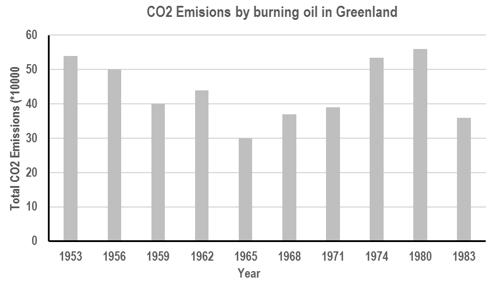 CO2 Emisions by burning oil in Greenland
Total CO2 Emissions (*10000
60
50
40
30
20
10
0
1953 1956 1959 1962 1965 1968 1971 1974 1980 1983
Year